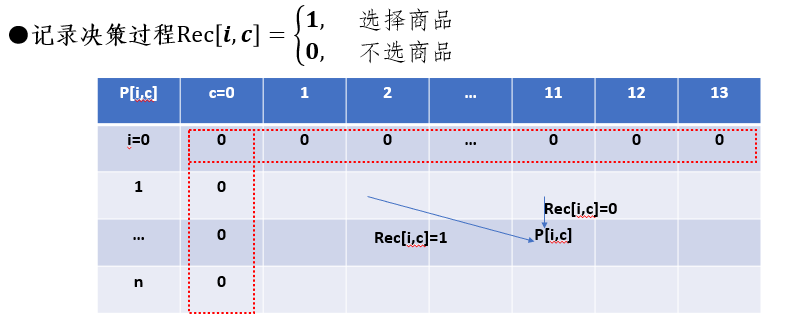 ●记录决策过程Rec[i, c] = {1, 选择商品
0, 不选商品
P[i,c] c=0 1 2 ... 11 12 13
i=0 0 0 0 ... 0 0 0
1 0
Rec[i,c]=0
... 0 Rec[i,c]=1 P[i,c]
n 0